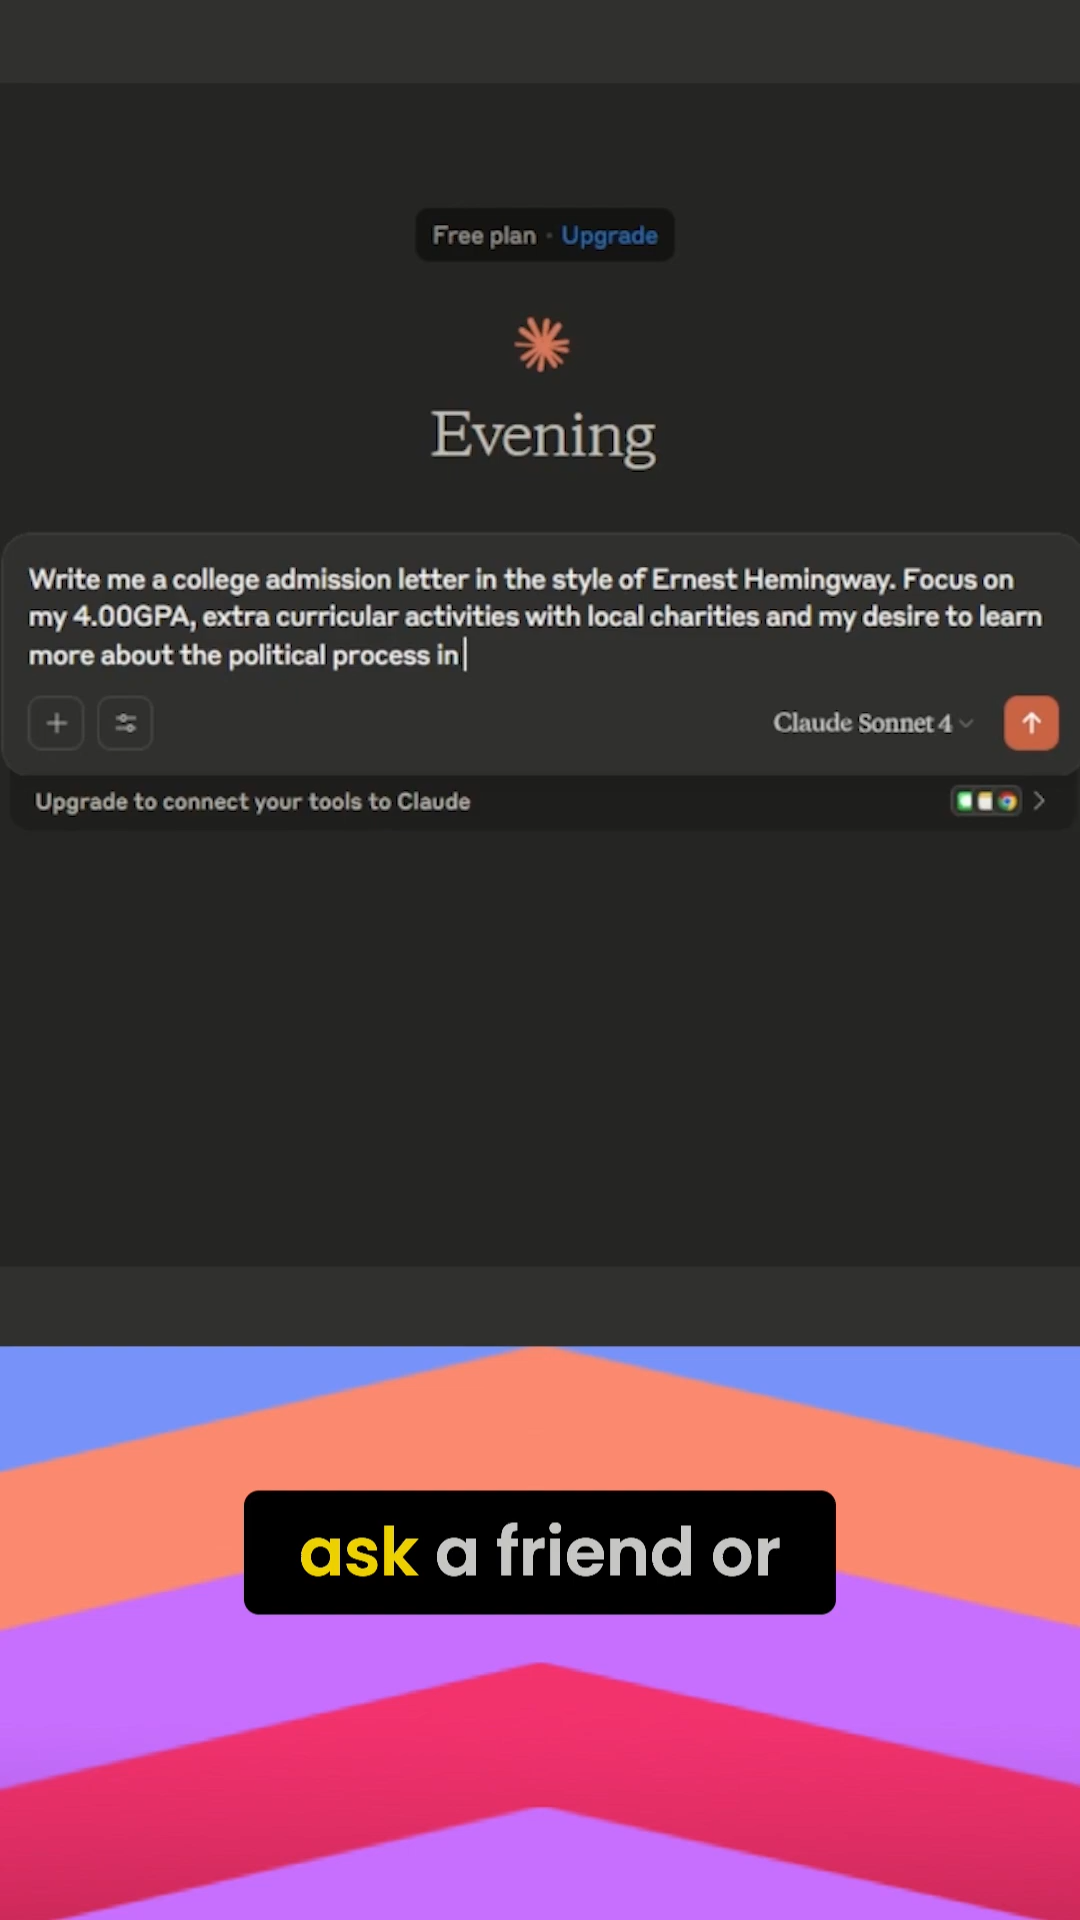 Free plan · Upgrade
Evening
Write me a college admission letter in the style of Ernest Hemingway. Focus on
my 4.00GPA, extra curricular activities with local charities and my desire to learn
more about the political process in
Claude Sonnet 4
Upgrade to connect your tools to Claude
ask a friend or